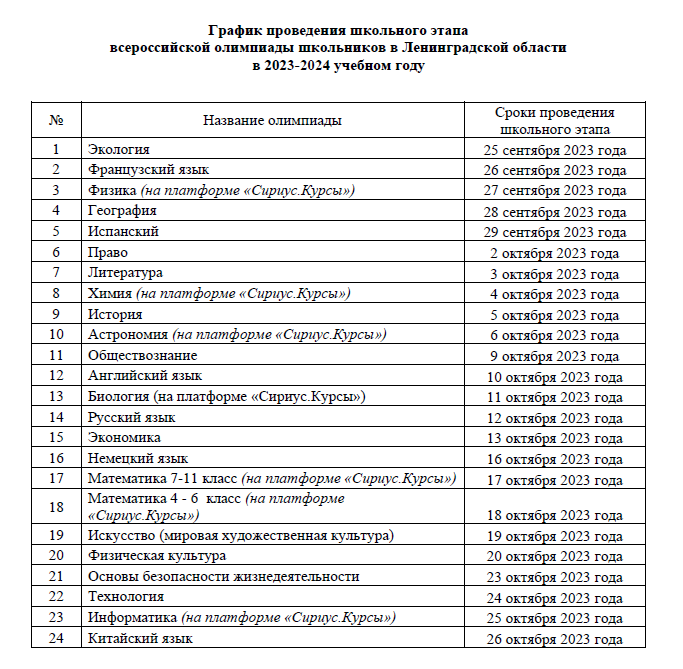 График проведения школьного этапа
всероссийской олимпиады школьников в Ленинградской области
в 2023-2024 учебном году
№ Название олимпиады Сроки проведения школьного этапа
1 Экология 25 сентября 2023 года
2 Французский язык 26 сентября 2023 года
3 Физика (на платформе «Сириус.Курсы») 27 сентября 2023 года
4 География 28 сентября 2023 года
5 Испанский 29 сентября 2023 года
6 Право 2 октября 2023 года
7 Литература 3 октября 2023 года
8 Химия (на платформе «Сириус.Курсы») 4 октября 2023 года
9 История 5 октября 2023 года
10 Астрономия (на платформе «Сириус.Курсы») 6 октября 2023 года
11 Обществознание 9 октября 2023 года
12 Английский язык 10 октября 2023 года
13 Биология (на платформе «Сириус.Курсы») 11 октября 2023 года
14 Русский язык 12 октября 2023 года
15 Экономика 13 октября 2023 года
16 Немецкий язык 16 октября 2023 года
17 Математика 7-11 класс (на платформе «Сириус.Курсы») 17 октября 2023 года
18 Математика 4 - 6 класс (на платформе
«Сириус.Курсы») 18 октября 2023 года
19 Искусство (мировая художественная культура) 19 октября 2023 года
20 Физическая культура 20 октября 2023 года
21 Основы безопасности жизнедеятельности 23 октября 2023 года
22 Технология 24 октября 2023 года
23 Информатика (на платформе «Сириус.Курсы») 25 октября 2023 года
24 Китайский язык 26 октября 2023 года